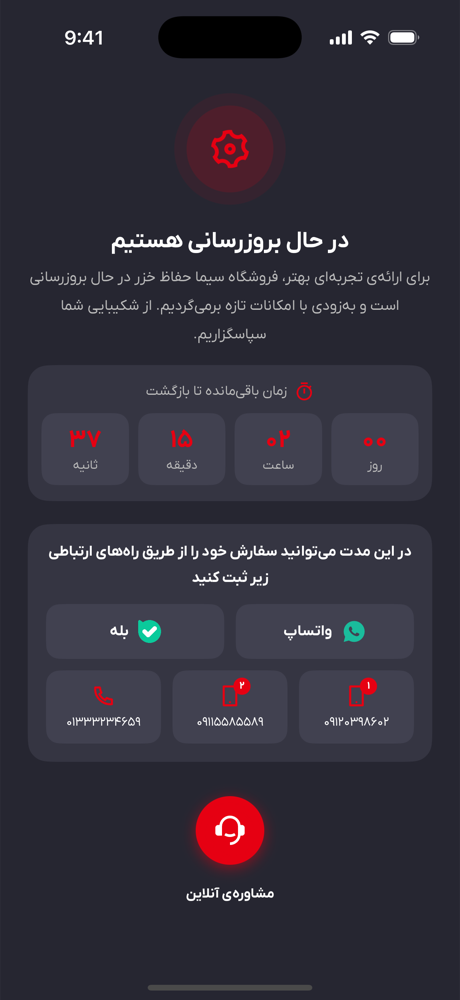 9:41
در حال بروزرسانی هستیم
برای ارائه‌ی تجربه‌ای بهتر، فروشگاه سیما حفاظ خزر در حال بروزرسانی
است و به‌زودی با امکانات تازه برمی‌گردیم. از شکیبایی شما
سپاسگزاریم.
زمان باقی‌مانده تا بازگشت
۰۰ ۰۲ ۱۵ ۳۷
روز ساعت دقیقه ثانیه
در این مدت می‌توانید سفارش خود را از طریق راه‌های ارتباطی
زیر ثبت کنید
واتساپ بله
۱ ۲
۰۹۱۲۰۳۹۸۶۰۲ ۰۹۱۱۵۵۸۵۵۸۹ ۰۱۳۳۳۲۳۴۶۵۹
مشاوره‌ی آنلاین